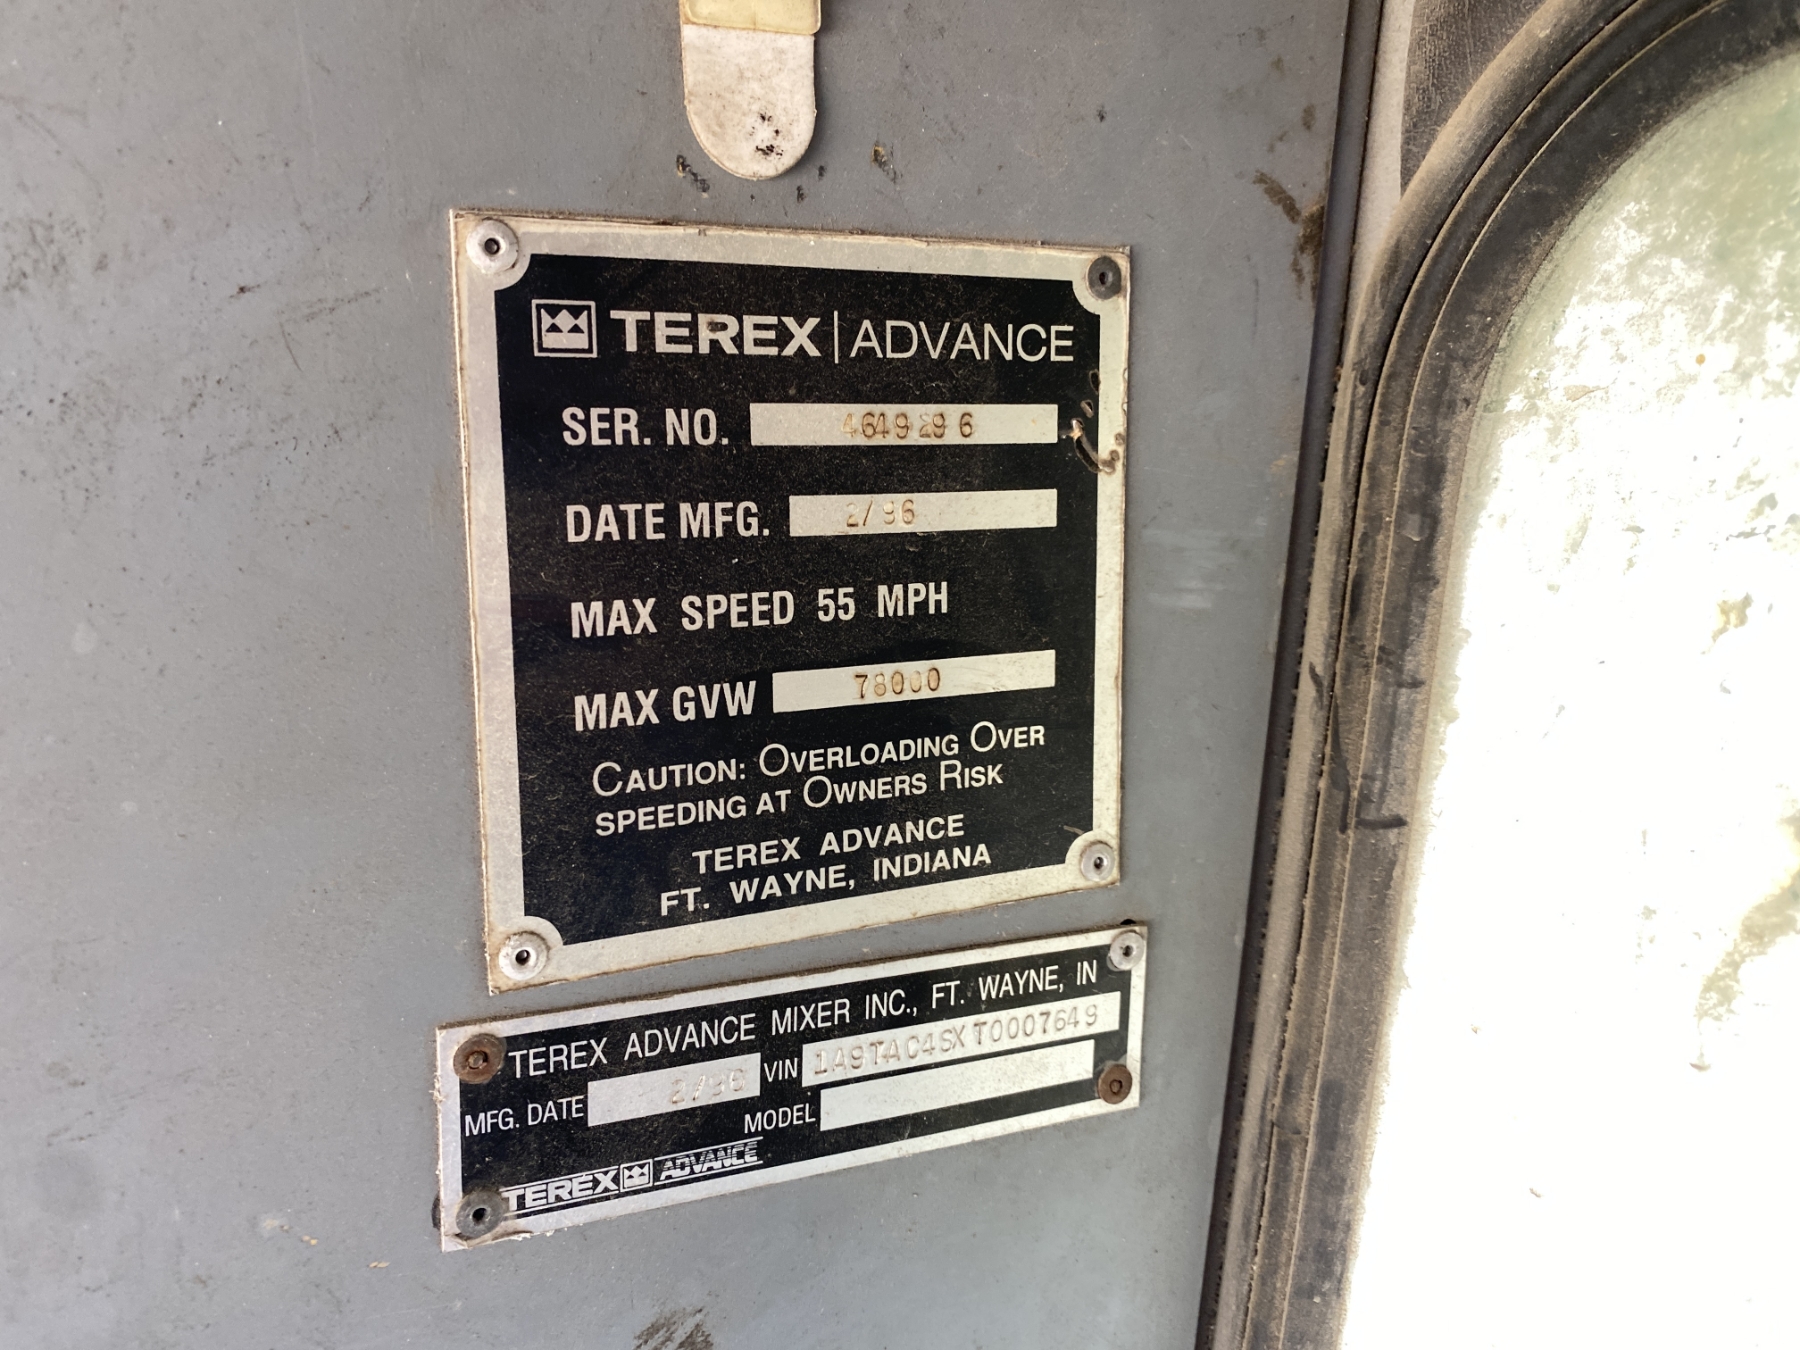 TEREX | ADVANCE
SER. NO. 4649296
DATE MFG. 2/96
MAX SPEED 55 MPH
MAX GVW 78000
CAUTION: OVERLOADING OVER
SPEEDING AT OWNERS RISK
TEREX ADVANCE
FT. WAYNE, INDIANA
TEREX ADVANCE MIXER INC., FT. WAYNE, IN
MFG. DATE 2/96 VIN 1A9TAC4SXT0007649
MODEL
TEREX ADVANCE